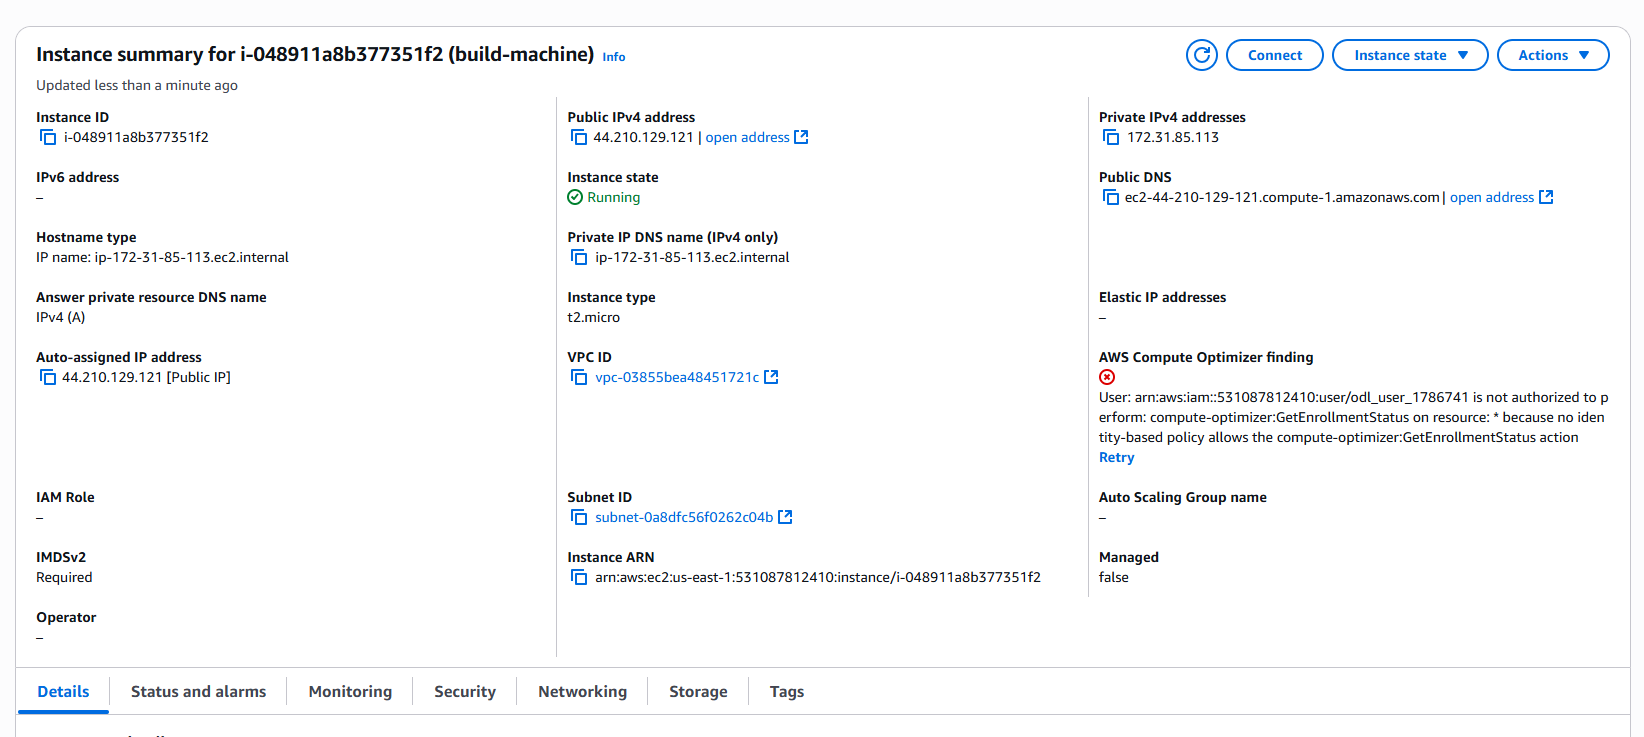 Instance summary for i-048911a8b377351f2 (build-machine) Info
Connect
Instance state
Actions
Updated less than a minute ago
Instance ID
i-048911a8b377351f2
Public IPv4 address
44.210.129.121 | open address
Private IPv4 addresses
172.31.85.113
IPv6 address
–
Instance state
Running
Public DNS
ec2-44-210-129-121.compute-1.amazonaws.com | open address
Hostname type
IP name: ip-172-31-85-113.ec2.internal
Private IP DNS name (IPv4 only)
ip-172-31-85-113.ec2.internal
Answer private resource DNS name
IPv4 (A)
Instance type
t2.micro
Elastic IP addresses
–
Auto-assigned IP address
44.210.129.121 [Public IP]
VPC ID
vpc-03855bea48451721c
AWS Compute Optimizer finding
User: arn:aws:iam::531087812410:user/odl_user_1786741 is not authorized to p
erform: compute-optimizer:GetEnrollmentStatus on resource: * because no iden
tity-based policy allows the compute-optimizer:GetEnrollmentStatus action
Retry
IAM Role
–
Subnet ID
subnet-0a8dfc56f0262c04b
Auto Scaling Group name
–
IMDSv2
Required
Instance ARN
arn:aws:ec2:us-east-1:531087812410:instance/i-048911a8b377351f2
Managed
false
Operator
–
Details
Status and alarms
Monitoring
Security
Networking
Storage
Tags